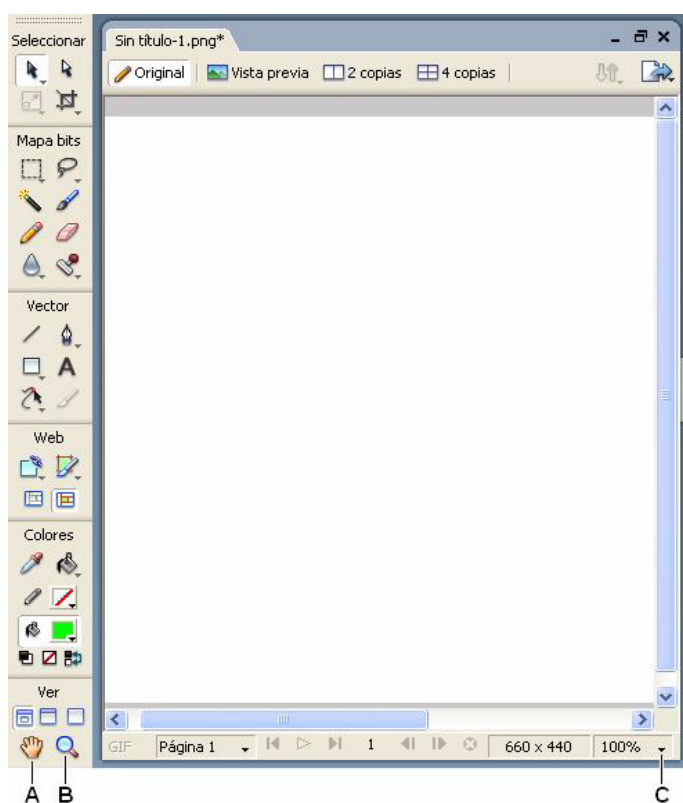 Seleccionar
Mapa bits
Vector
Web
Colores
Ver
Sin título-1.png*
Original Vista previa 2 copias 4 copias
A
GIF Página 1 1 660 x 440 100%
A B C